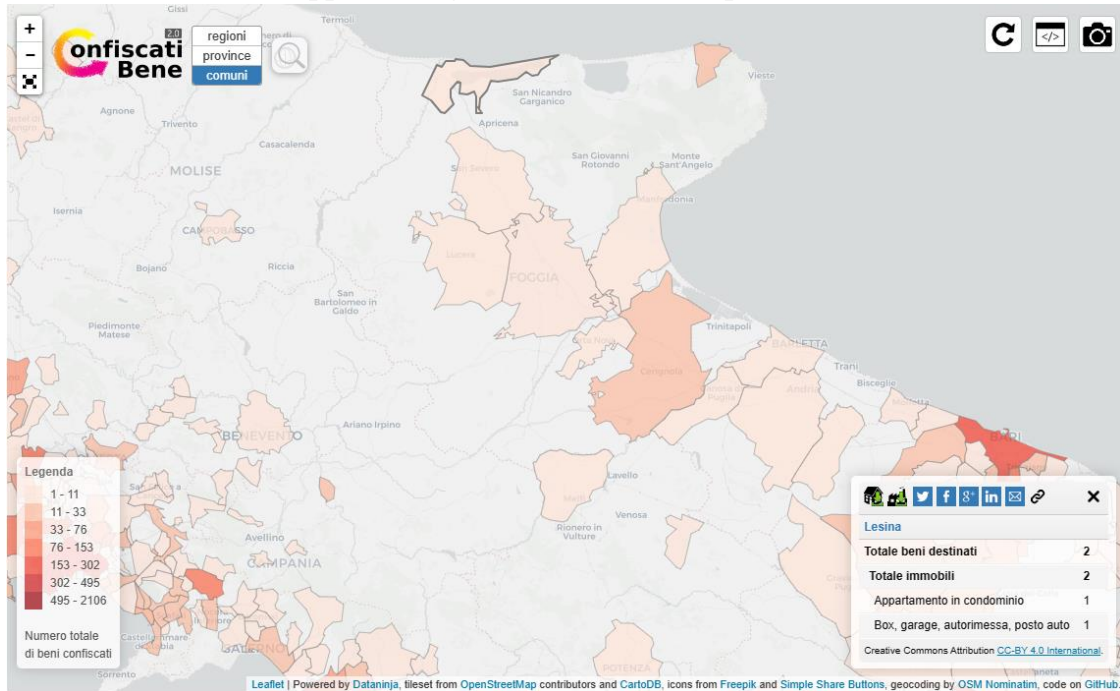 Gissi
Termoli
+
−
2.0
Confiscati
Bene
regioni
province
comuni
</>
Vieste
San Nicandro
Garganico
Apricena
Agnone
Trivento
Casacalenda
San Giovanni
Rotondo
Monte
Sant'Angelo
MOLISE
San Severo
Manfredonia
Isernia
CAMPOBASSO
Lucera
FOGGIA
Bojano
Riccia
San
Bartolomeo in
Galdo
Trinitapoli
Piedimonte
Matese
BARLETTA
Trani
Cerignola
Bisceglie
Andria
Molfetta
BENEVENTO
Ariano Irpino
BARI
Lavello
Melfi
Venosa
Rionero in
Vulture
Avellino
CAMPANIA
SALERNO
Sorrento
POTENZA
Legenda
1 - 11
11 - 33
33 - 76
76 - 153
153 - 302
302 - 495
495 - 2106
Numero totale
di beni confiscati
Lesina
Totale beni destinati 2
Totale immobili 2
Appartamento in condominio 1
Box, garage, autorimessa, posto auto 1
Creative Commons Attribution CC-BY 4.0 International.
Leaflet | Powered by Dataninja, tileset from OpenStreetMap contributors and CartoDB, icons from Freepik and Simple Share Buttons, geocoding by OSM Nominatim, code on GitHub